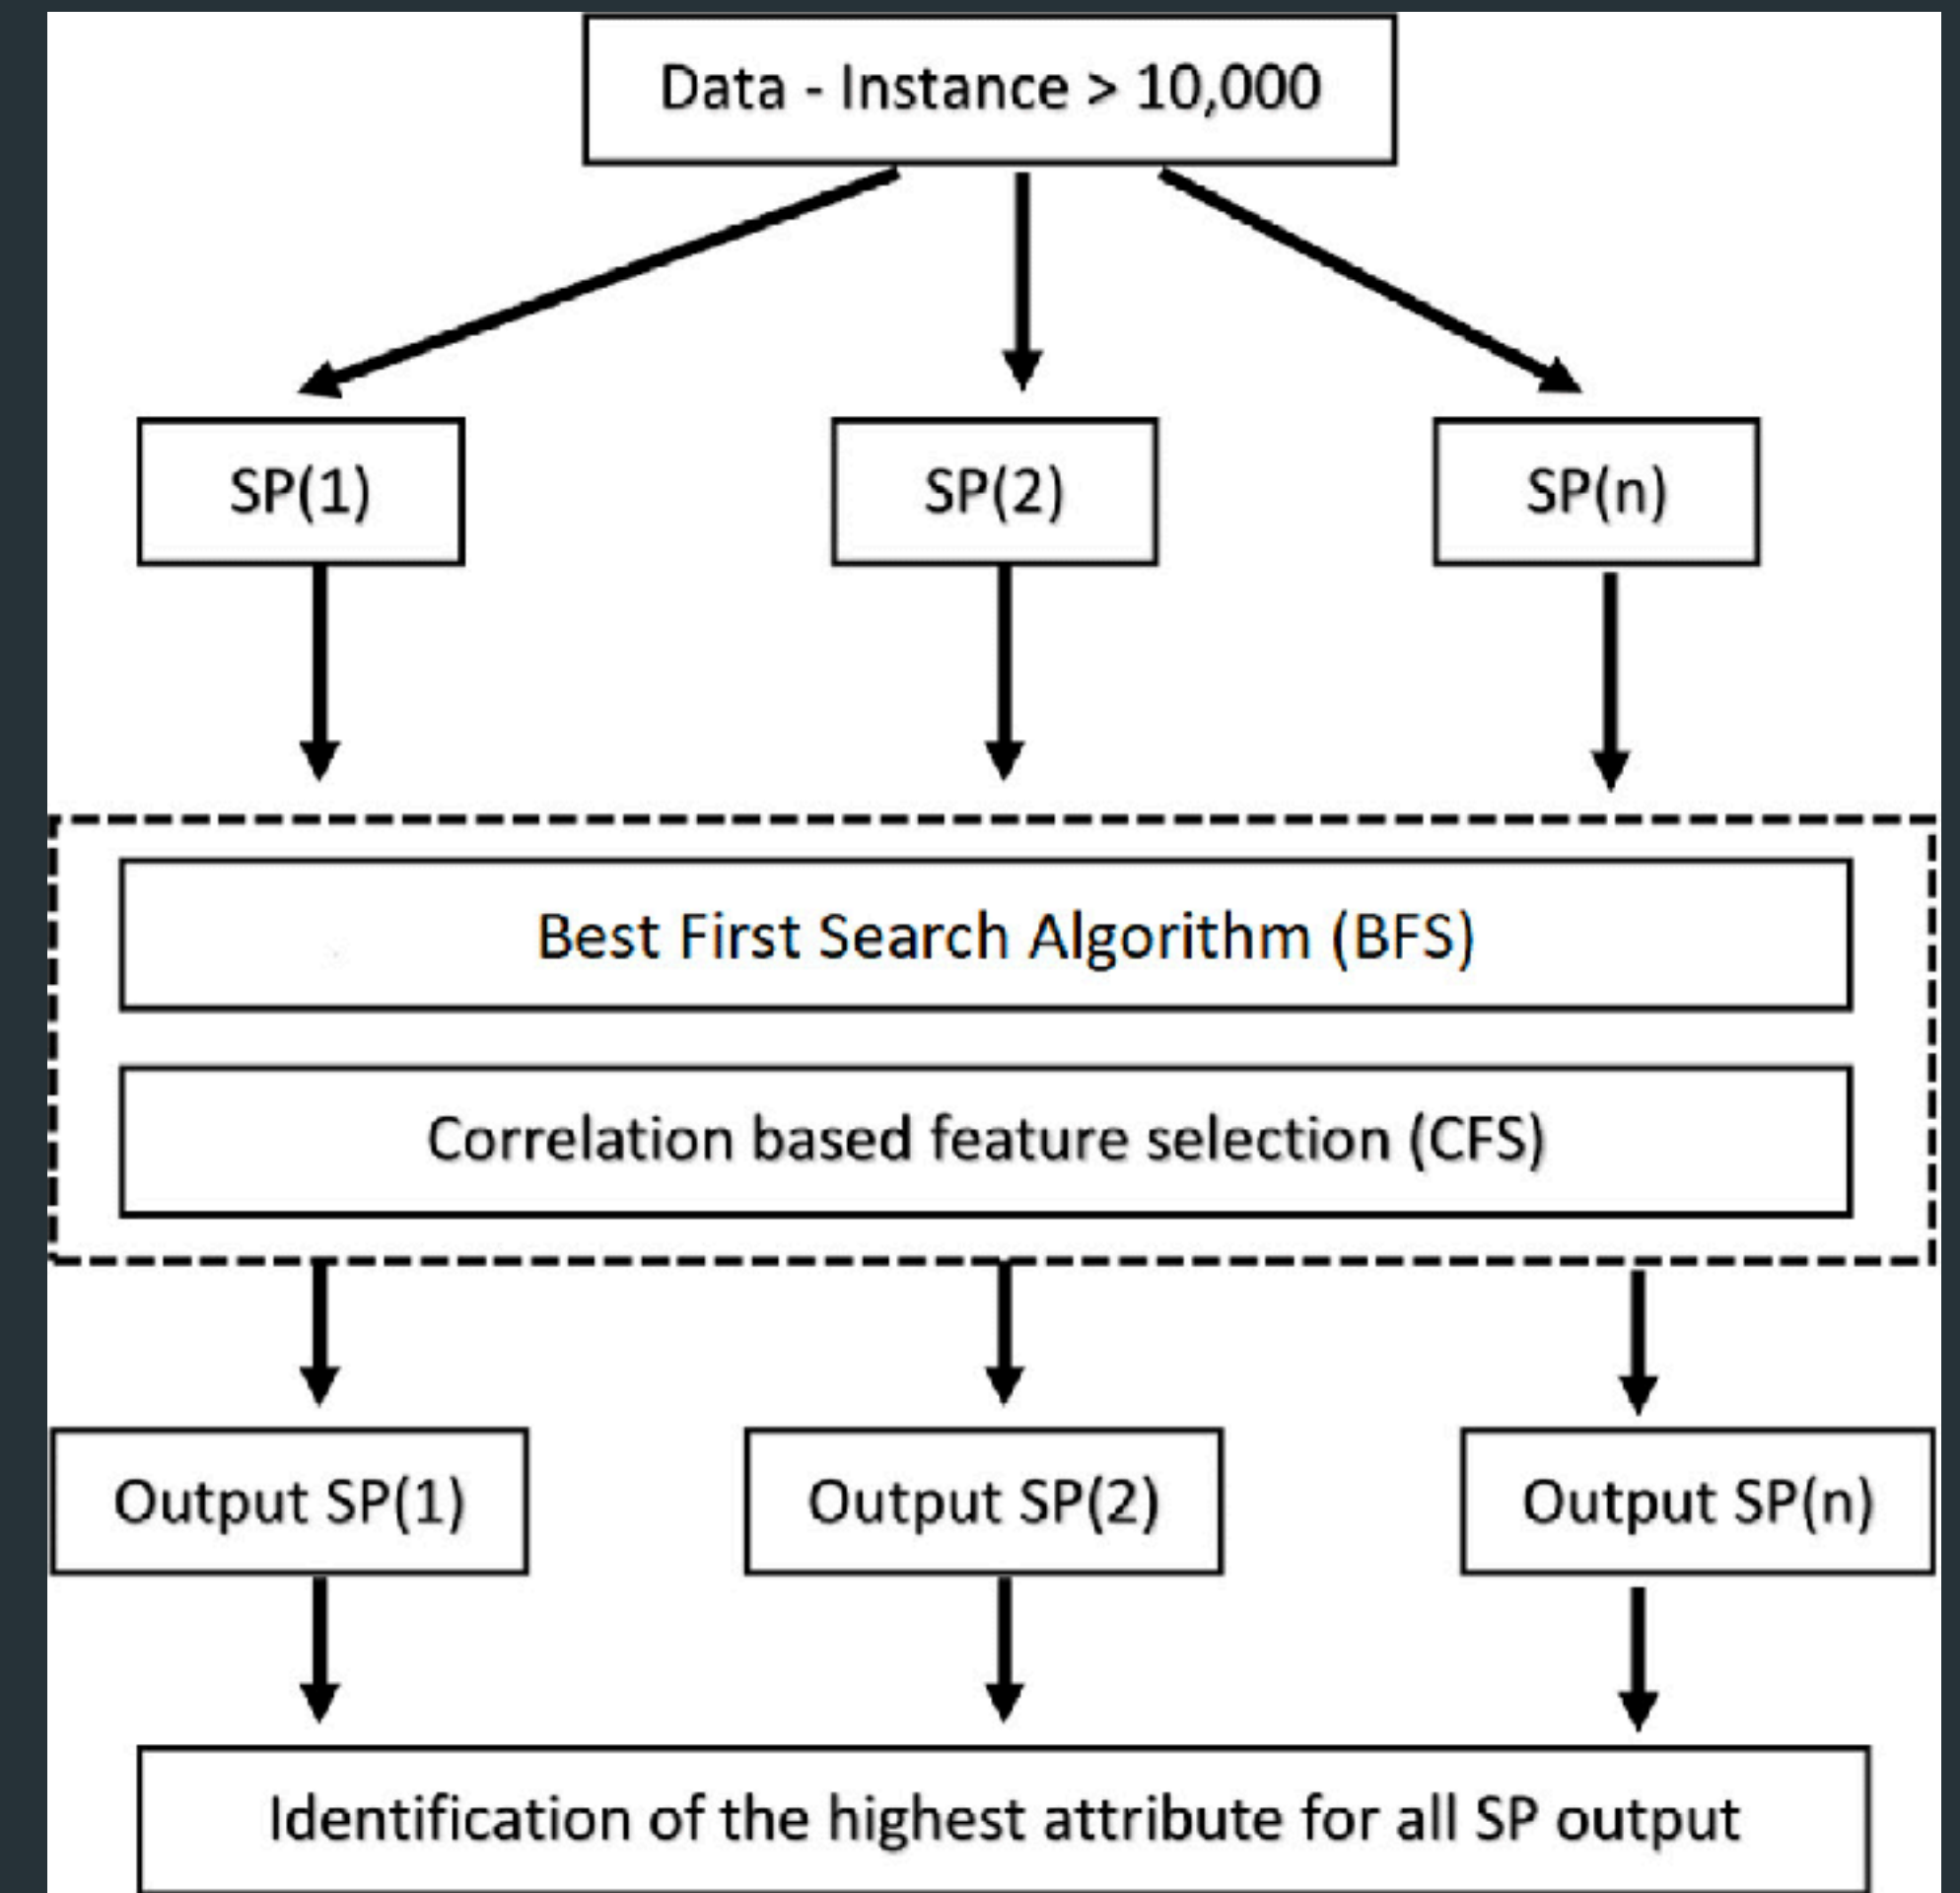 Data - Instance > 10,000
SP(1)
SP(2)
SP(n)
Best First Search Algorithm (BFS)
Correlation based feature selection (CFS)
Output SP(1)
Output SP(2)
Output SP(n)
Identification of the highest attribute for all SP output